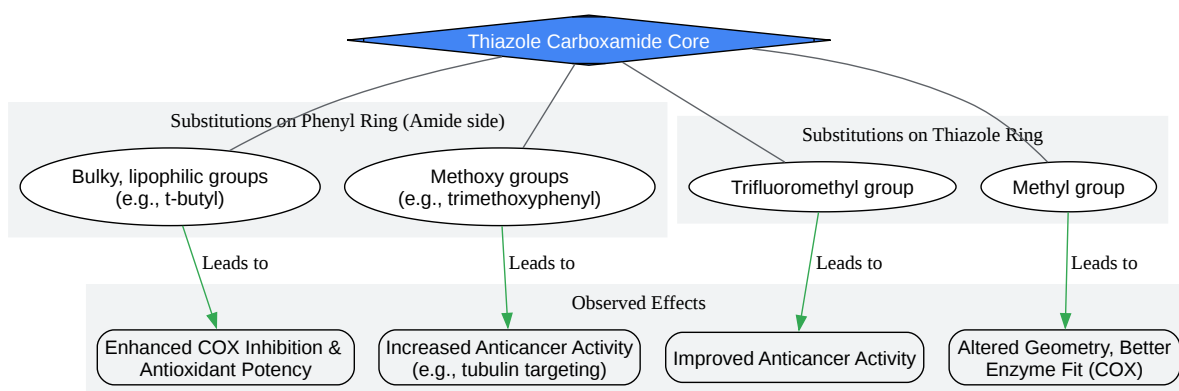 Thiazole Carboxamide Core
Substitutions on Phenyl Ring (Amide side)
Substitutions on Thiazole Ring
Bulky, lipophilic groups
(e.g., t-butyl)
Methoxy groups
(e.g., trimethoxyphenyl)
Trifluoromethyl group
Methyl group
Leads to
Leads to
Leads to
Leads to
Observed Effects
Enhanced COX Inhibition &
Antioxidant Potency
Increased Anticancer Activity
(e.g., tubulin targeting)
Improved Anticancer Activity
Altered Geometry, Better
Enzyme Fit (COX)